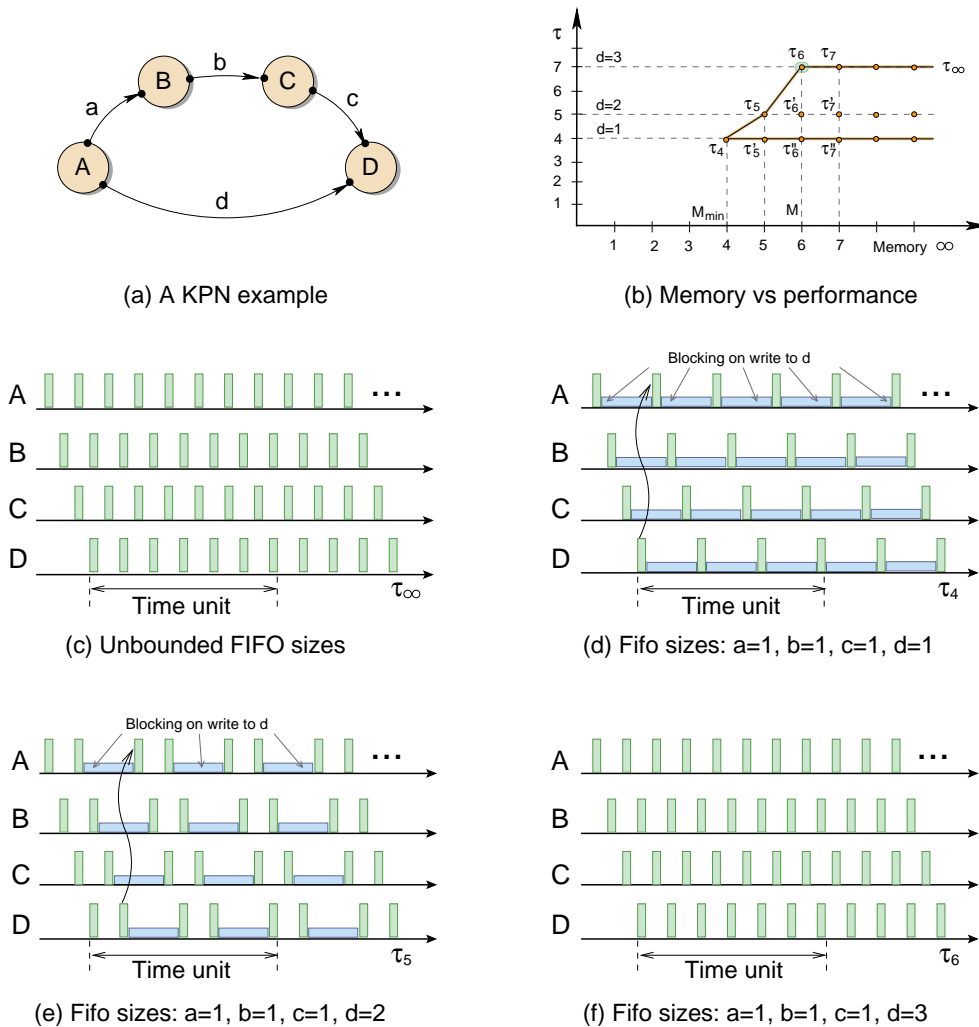 A
B
C
D
a
b
c
d
(a) A KPN example
τ
7
6
5
4
3
2
1
d=3
d=2
d=1
τ6 τ7 τ∞
τ5 τ'6 τ'7
τ4 τ'5 τ"6 τ"7
Mmin M
1 2 3 4 5 6 7 Memory ∞
(b) Memory vs performance
A ...
B
C
D
Time unit τ∞
(c) Unbounded FIFO sizes
Blocking on write to d
A ...
B
C
D
Time unit τ4
(d) Fifo sizes: a=1, b=1, c=1, d=1
Blocking on write to d
A ...
B
C
D
Time unit τ5
(e) Fifo sizes: a=1, b=1, c=1, d=2
A ...
B
C
D
Time unit τ6
(f) Fifo sizes: a=1, b=1, c=1, d=3